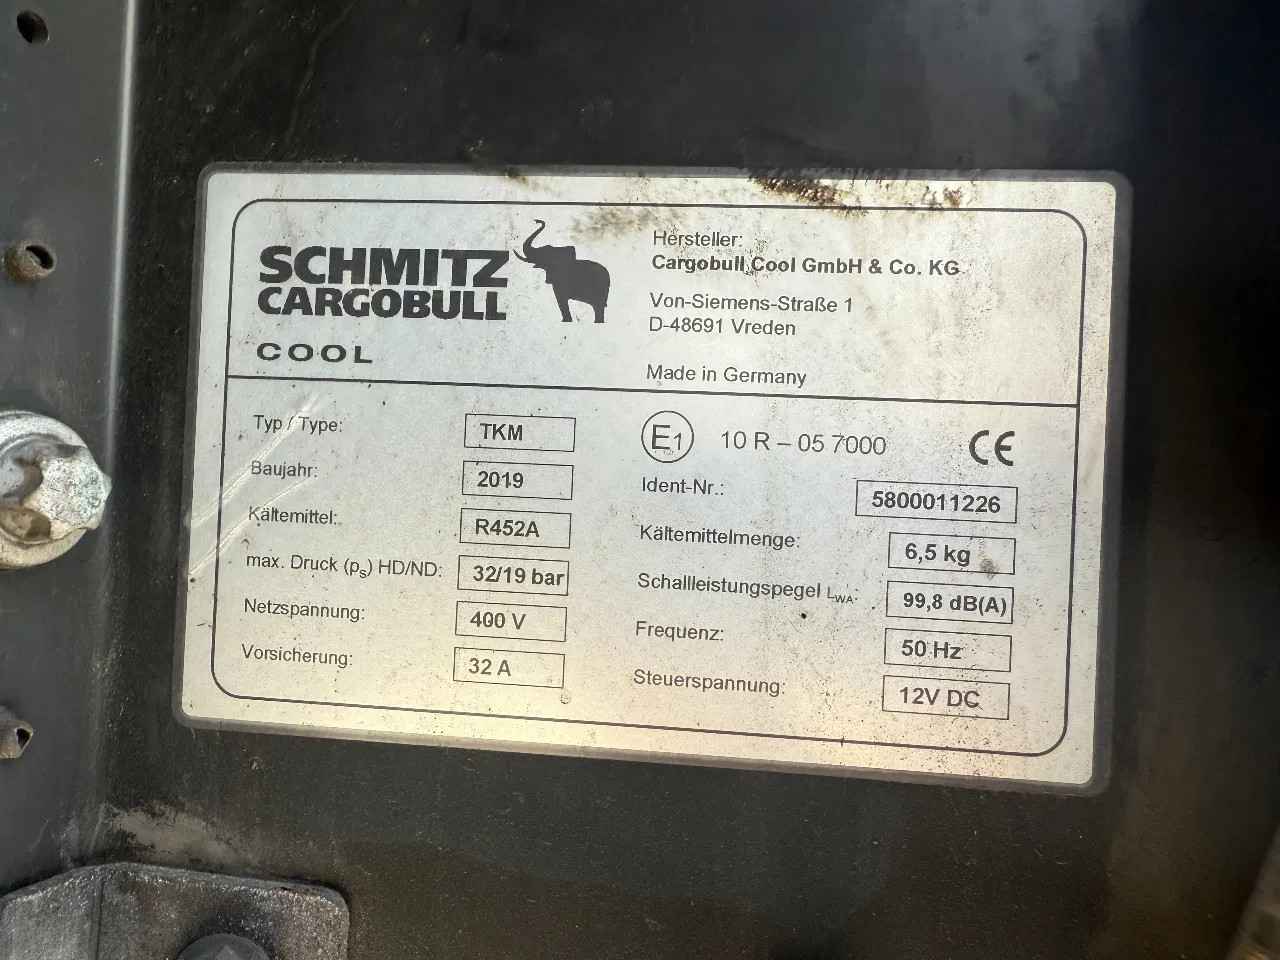 SCHMITZ
CARGOBULL
COOL
Hersteller:
Cargobull Cool GmbH & Co. KG
Von-Siemens-Straße 1
D-48691 Vreden
Made in Germany
Typ / Type: TKM
Baujahr: 2019
Kältemittel: R452A
max. Druck (ps) HD/ND: 32/19 bar
Netzspannung: 400 V
Vorsicherung: 32 A
E1 10 R – 05 7000 CE
Ident-Nr.: 5800011226
Kältemittelmenge: 6,5 kg
Schallleistungspegel LWA: 99,8 dB(A)
Frequenz: 50 Hz
Steuerspannung: 12V DC